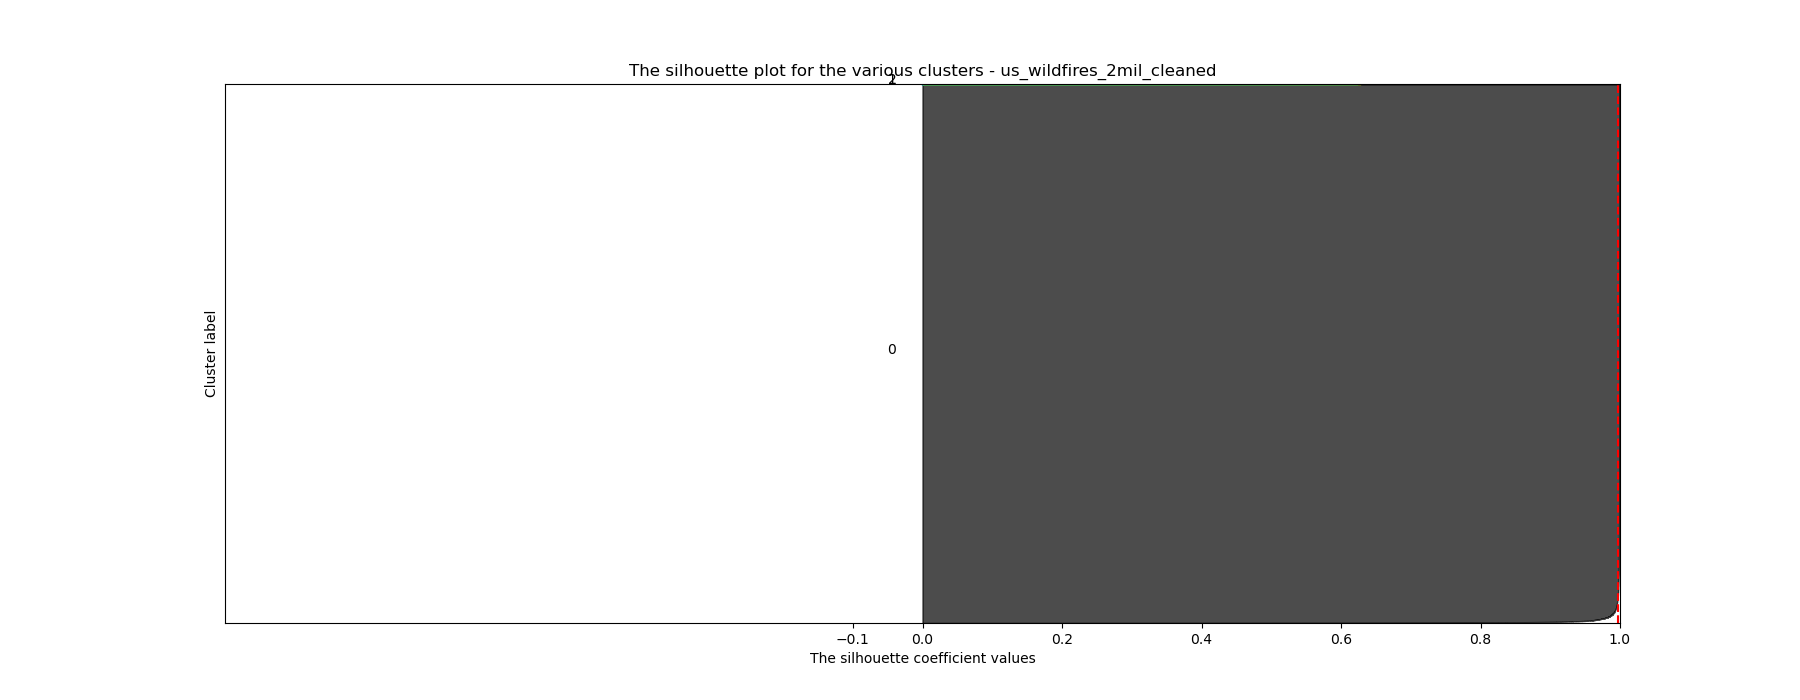 The silhouette plot for the various clusters - us_wildfires_2mil_cleaned
2
0
Cluster label
−0.1 0.0 0.2 0.4 0.6 0.8 1.0
The silhouette coefficient values